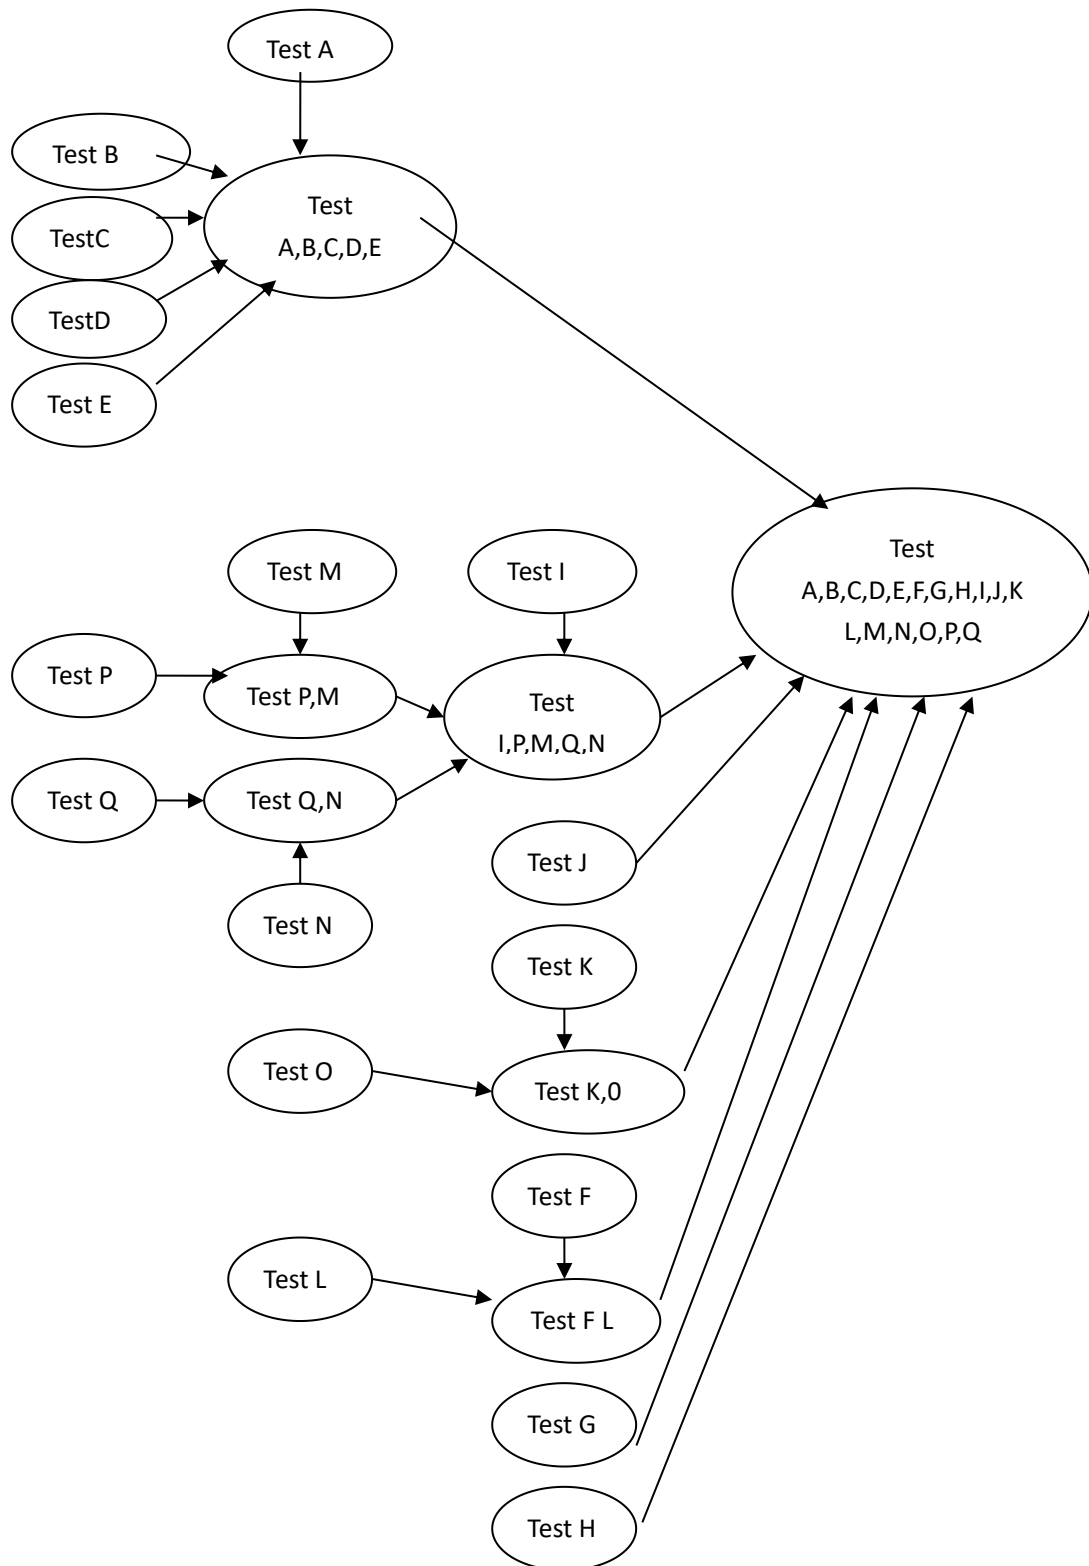 Test A
Test B
Test
A,B,C,D,E
TestC
TestD
Test E
Test
A,B,C,D,E,F,G,H,I,J,K
L,M,N,O,P,Q
Test M
Test I
Test P
Test P,M
Test
I,P,M,Q,N
Test Q
Test Q,N
Test J
Test N
Test K
Test O
Test K,0
Test F
Test L
Test F L
Test G
Test H